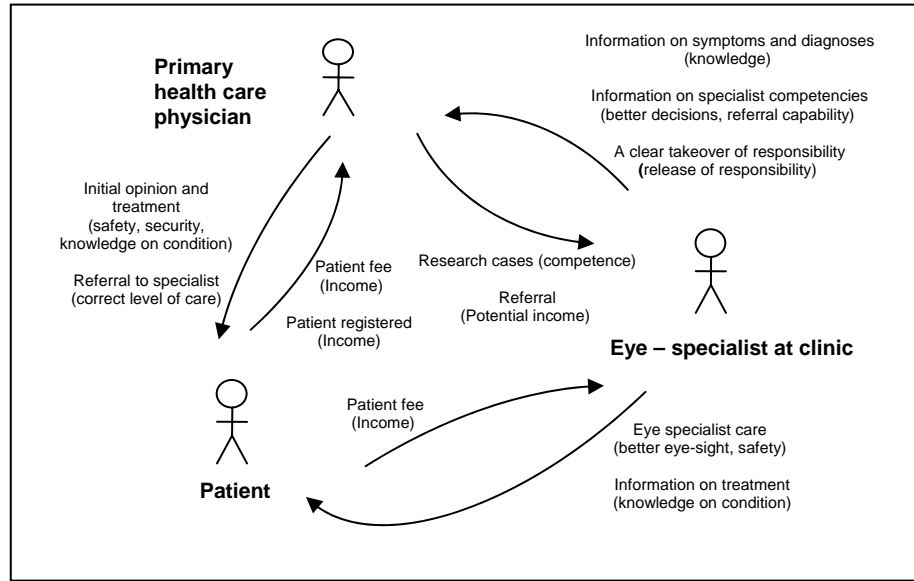 Primary
health care
physician
Information on symptoms and diagnoses
(knowledge)
Information on specialist competencies
(better decisions, referral capability)
A clear takeover of responsibility
(release of responsibility)
Initial opinion and
treatment
(safety, security,
knowledge on condition)
Referral to specialist
(correct level of care)
Patient fee
(Income)
Patient registered
(Income)
Research cases (competence)
Referral
(Potential income)
Eye – specialist at clinic
Patient fee
(Income)
Eye specialist care
(better eye-sight, safety)
Information on treatment
(knowledge on condition)
Patient